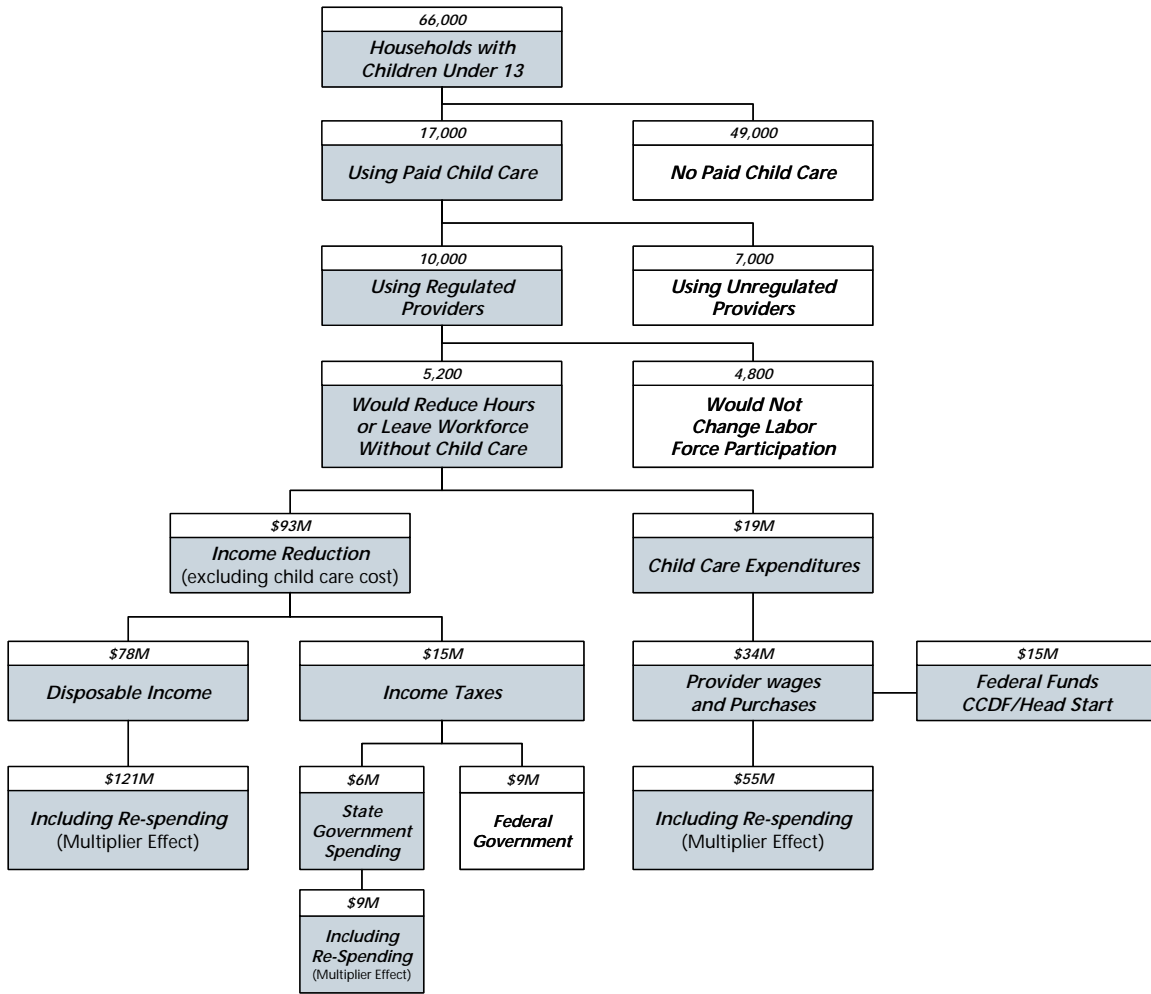 66,000
Households with
Children Under 13
17,000
Using Paid Child Care
49,000
No Paid Child Care
10,000
Using Regulated
Providers
7,000
Using Unregulated
Providers
5,200
Would Reduce Hours
or Leave Workforce
Without Child Care
4,800
Would Not
Change Labor
Force Participation
$93M
Income Reduction
(excluding child care cost)
$19M
Child Care Expenditures
$78M
Disposable Income
$15M
Income Taxes
$34M
Provider wages
and Purchases
$15M
Federal Funds
CCDF/Head Start
$121M
Including Re-spending
(Multiplier Effect)
$6M
State
Government
Spending
$9M
Federal
Government
$55M
Including Re-spending
(Multiplier Effect)
$9M
Including
Re-Spending
(Multiplier Effect)